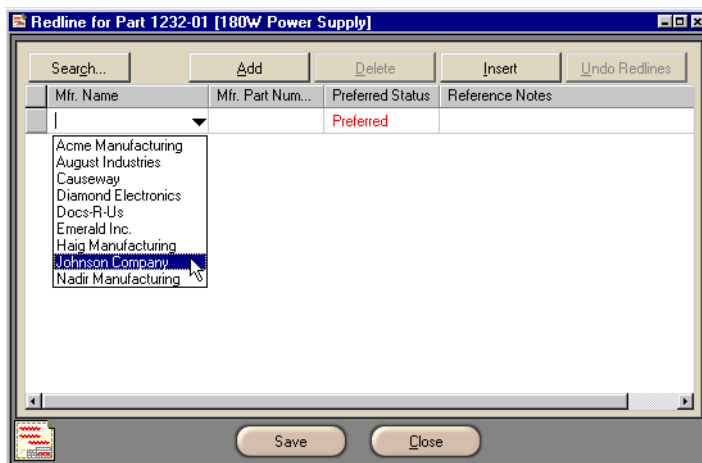 Redline for Part 1232-01 [180W Power Supply]
Search... Add Delete Insert Undo Redlines
Mfr. Name Mfr. Part Num... Preferred Status Reference Notes
Preferred
Acme Manufacturing
August Industries
Causeway
Diamond Electronics
Docs-R-Us
Emerald Inc.
Haig Manufacturing
Johnson Company
Nadir Manufacturing
Save Close